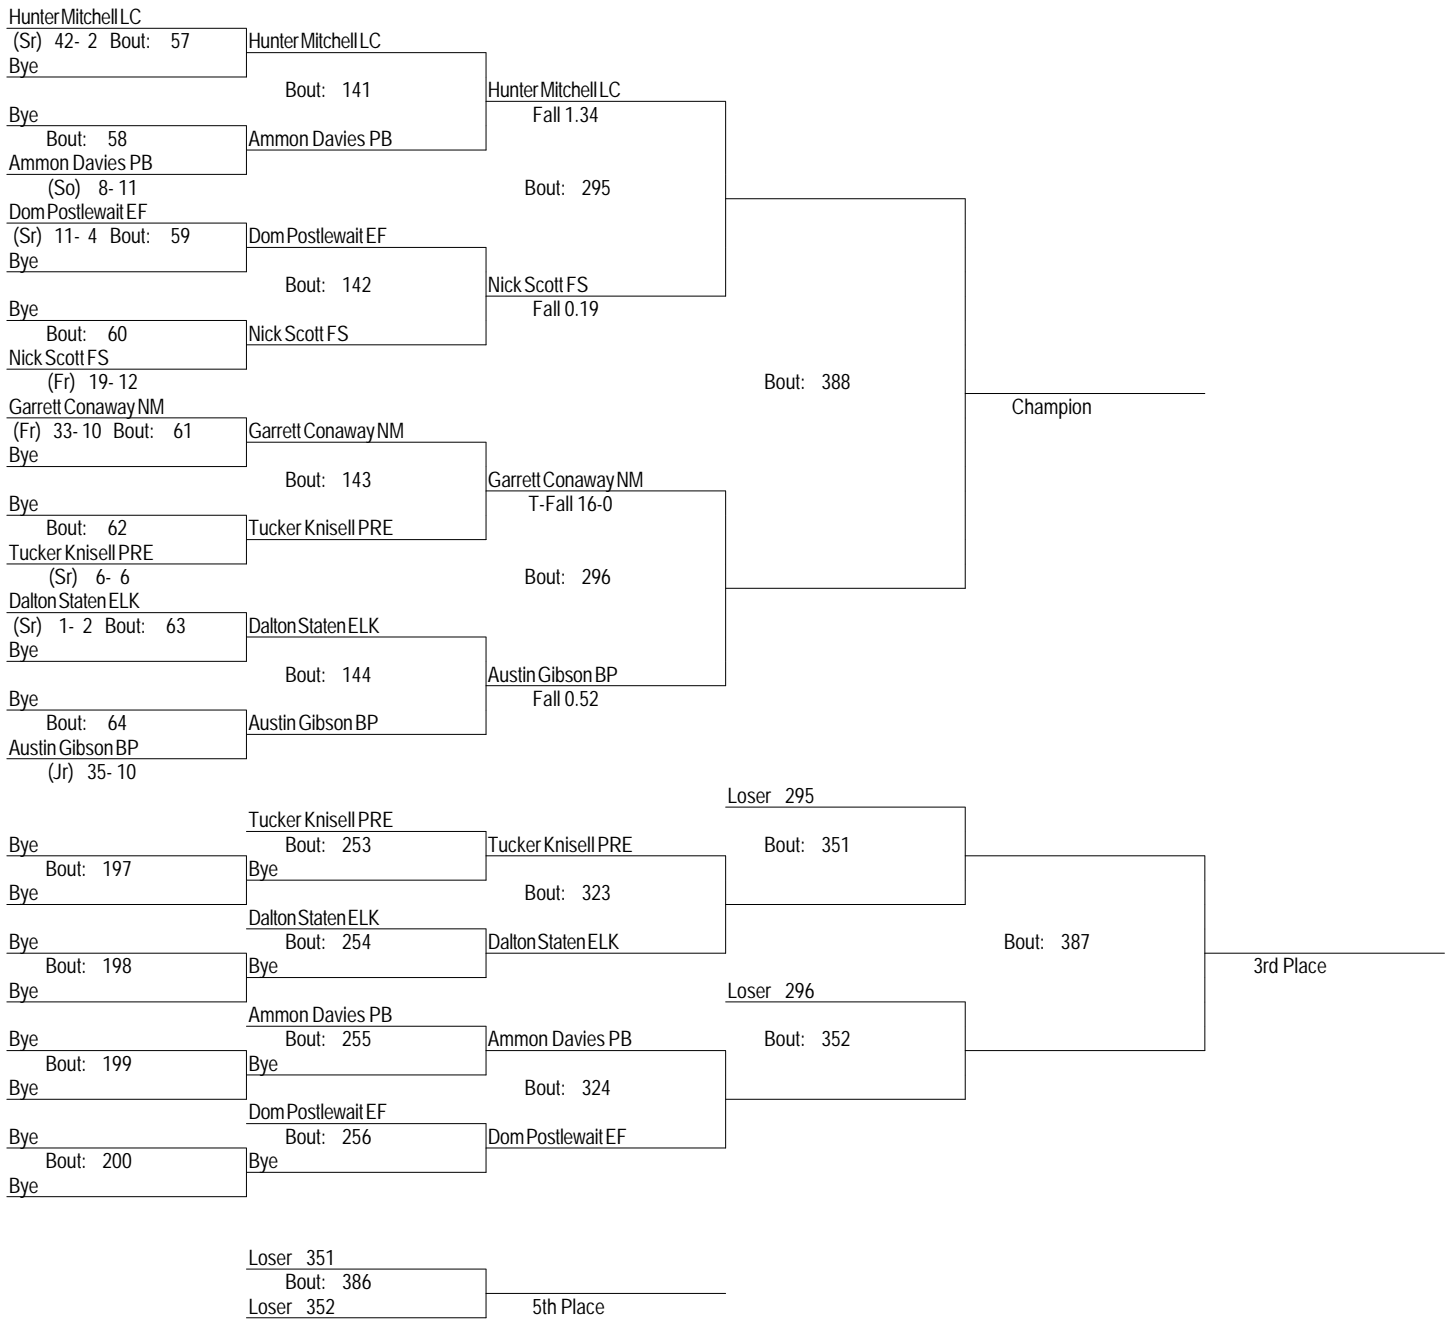 Hunter Mitchell LC
(Sr) 42- 2 Bout: 57
Hunter Mitchell LC
Bye
Bout: 141
Hunter Mitchell LC
Bye
Fall 1.34
Bout: 58
Ammon Davies PB
Ammon Davies PB
(So) 8- 11
Bout: 295
Dom Postlewait EF
(Sr) 11- 4 Bout: 59
Dom Postlewait EF
Bye
Bout: 142
Nick Scott FS
Bye
Fall 0.19
Bout: 60
Nick Scott FS
Nick Scott FS
(Fr) 19- 12
Bout: 388
Garrett Conaway NM
Champion
(Fr) 33- 10 Bout: 61
Garrett Conaway NM
Bye
Bout: 143
Garrett Conaway NM
Bye
T-Fall 16-0
Bout: 62
Tucker Knisell PRE
Tucker Knisell PRE
(Sr) 6- 6
Bout: 296
Dalton Staten ELK
(Sr) 1- 2 Bout: 63
Dalton Staten ELK
Bye
Bout: 144
Austin Gibson BP
Bye
Fall 0.52
Bout: 64
Austin Gibson BP
Austin Gibson BP
(Jr) 35- 10
Loser 295
Tucker Knisell PRE
Bye
Bout: 253
Tucker Knisell PRE
Bout: 351
Bout: 197
Bye
Bye
Bout: 323
Dalton Staten ELK
Bye
Bout: 254
Dalton Staten ELK
Bout: 387
Bout: 198
Bye
3rd Place
Bye
Loser 296
Ammon Davies PB
Bye
Bout: 255
Ammon Davies PB
Bout: 352
Bout: 199
Bye
Bye
Bout: 324
Dom Postlewait EF
Bye
Bout: 256
Dom Postlewait EF
Bout: 200
Bye
Bye
Loser 351
Bout: 386
Loser 352
5th Place